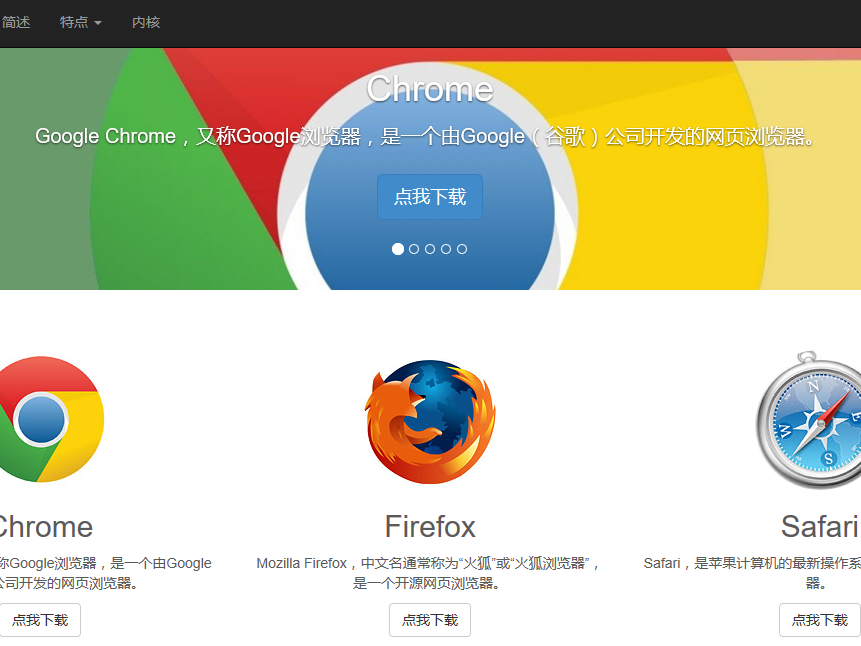 简述 特点 内核
Chrome
Google Chrome，又称Google浏览器，是一个由Google（谷歌）公司开发的网页浏览器。
点我下载
N
W
E
S
Chrome Firefox Safari
称Google浏览器，是一个由Google
公司开发的网页浏览器。
Mozilla Firefox，中文名通常称为“火狐”或“火狐浏览器”，
是一个开源网页浏览器。
Safari，是苹果计算机的最新操作系
器。
点我下载 点我下载 点我下载